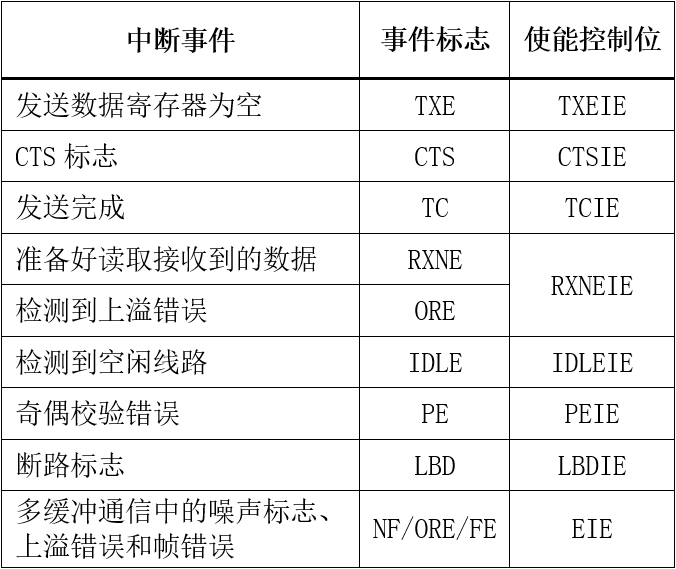 中断事件 事件标志 使能控制位
发送数据寄存器为空 TXE TXEIE
CTS 标志 CTS CTSIE
发送完成 TC TCIE
准备好读取接收到的数据 RXNE RXNEIE
检测到上溢错误 ORE
检测到空闲线路 IDLE IDLEIE
奇偶校验错误 PE PEIE
断路标志 LBD LBDIE
多缓冲通信中的噪声标志、
上溢错误和帧错误 NF/ORE/FE EIE